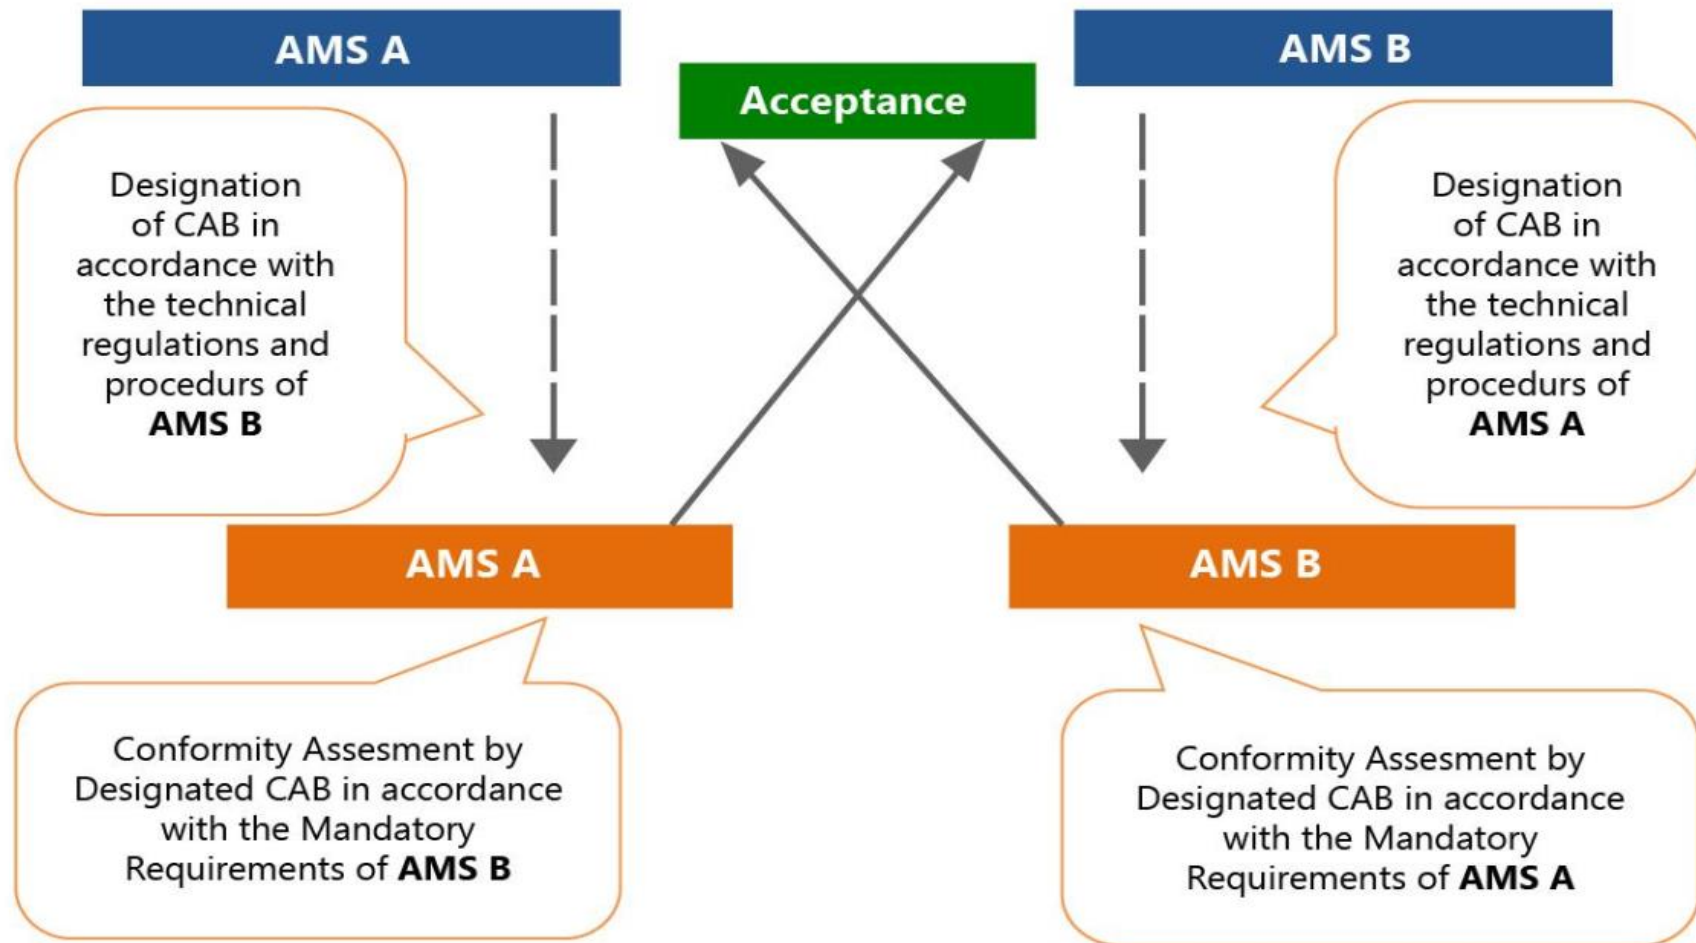 AMS A
AMS B
Acceptance
Designation
of CAB in
accordance with
the technical
regulations and
procedurs of
AMS B
Designation
of CAB in
accordance with
the technical
regulations and
procedurs of
AMS A
AMS A
AMS B
Conformity Assesment by
Designated CAB in accordance
with the Mandatory
Requirements of AMS B
Conformity Assesment by
Designated CAB in accordance
with the Mandatory
Requirements of AMS A